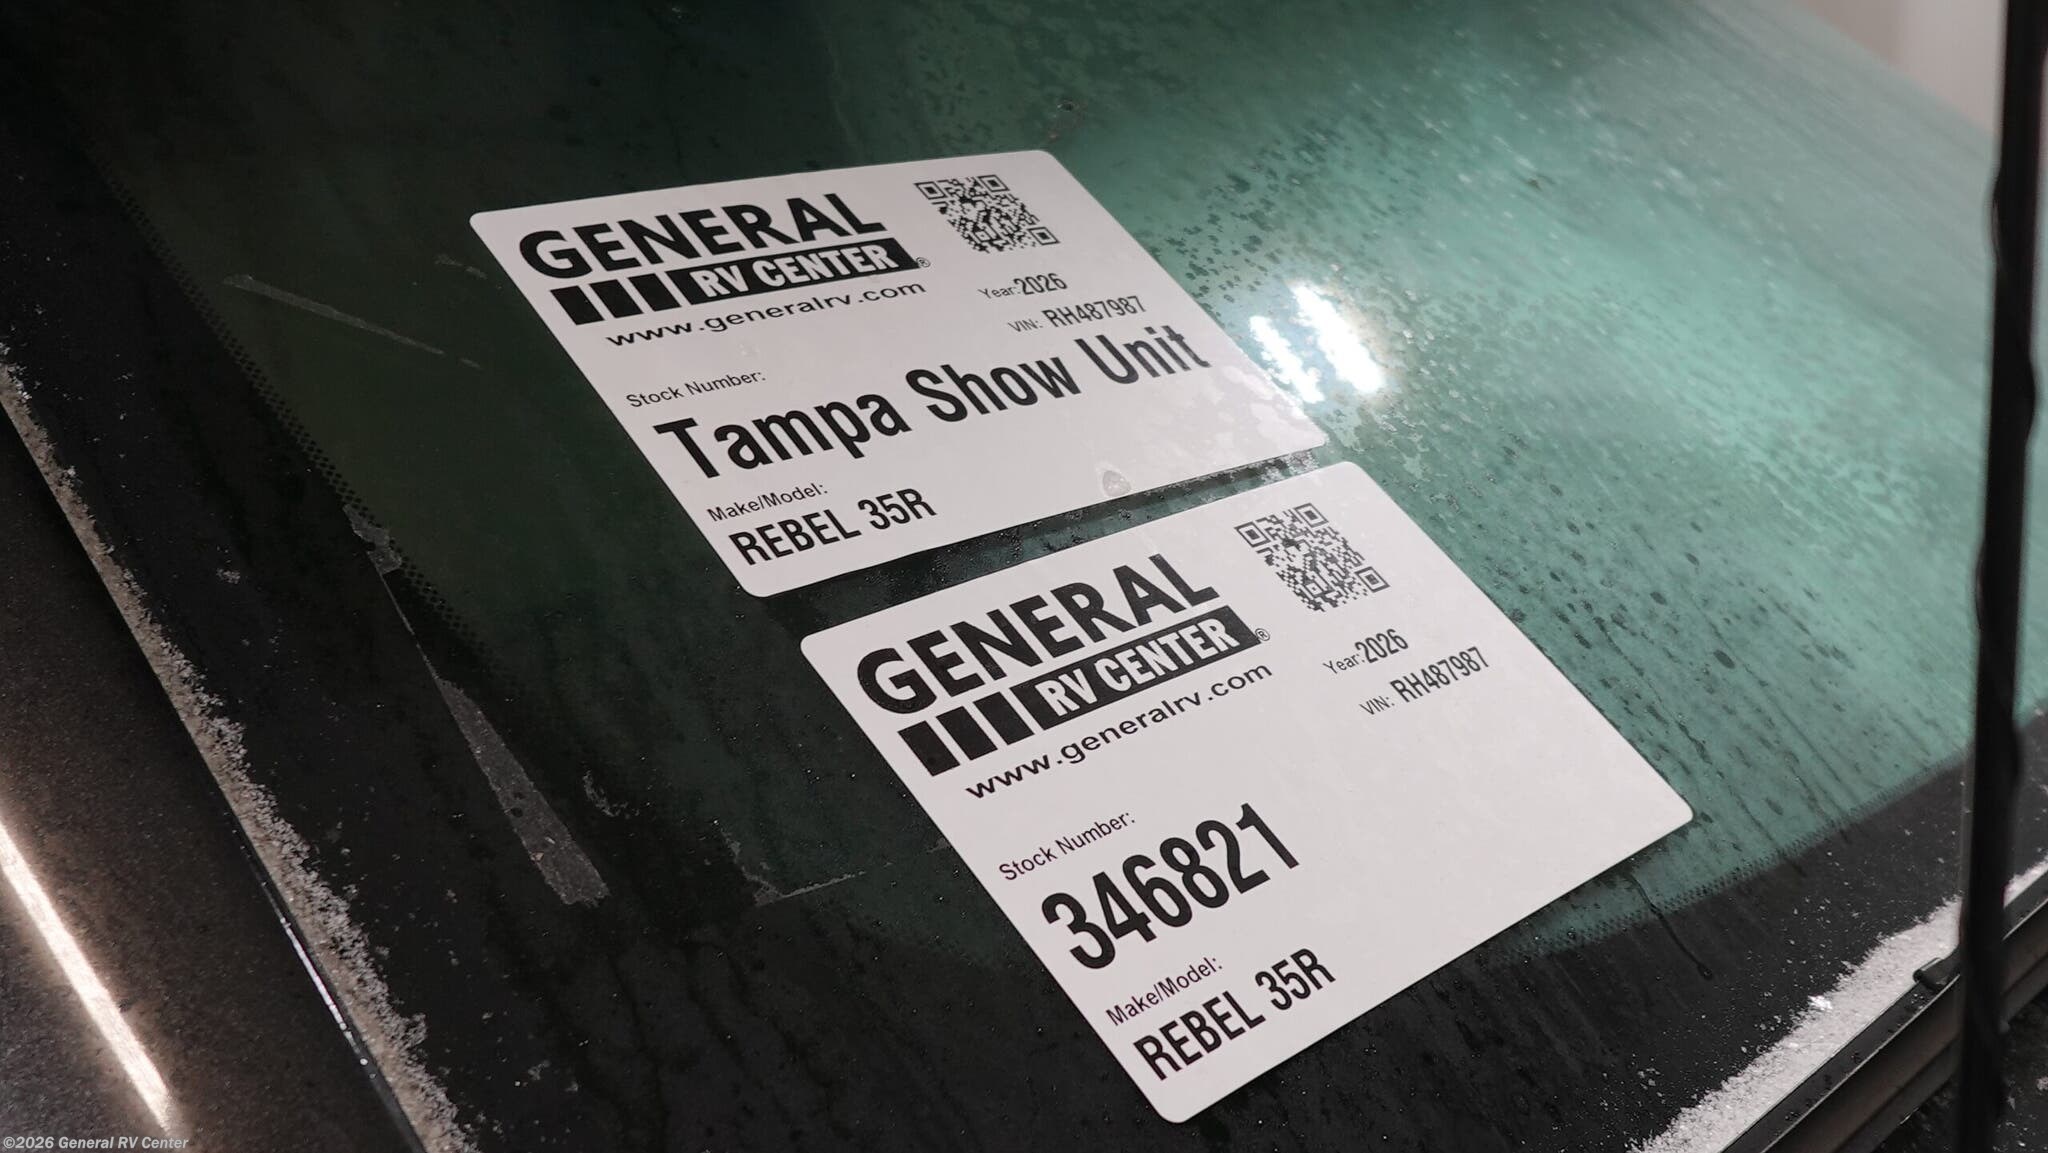 GENERAL
RV CENTER®
www.generalrv.com
Year:2026
VIN: RH487987
Stock Number:
Tampa Show Unit
Make/Model:
REBEL 35R
GENERAL
RV CENTER®
www.generalrv.com
Year:2026
VIN: RH487987
Stock Number:
346821
Make/Model:
REBEL 35R
©2026 General RV Center